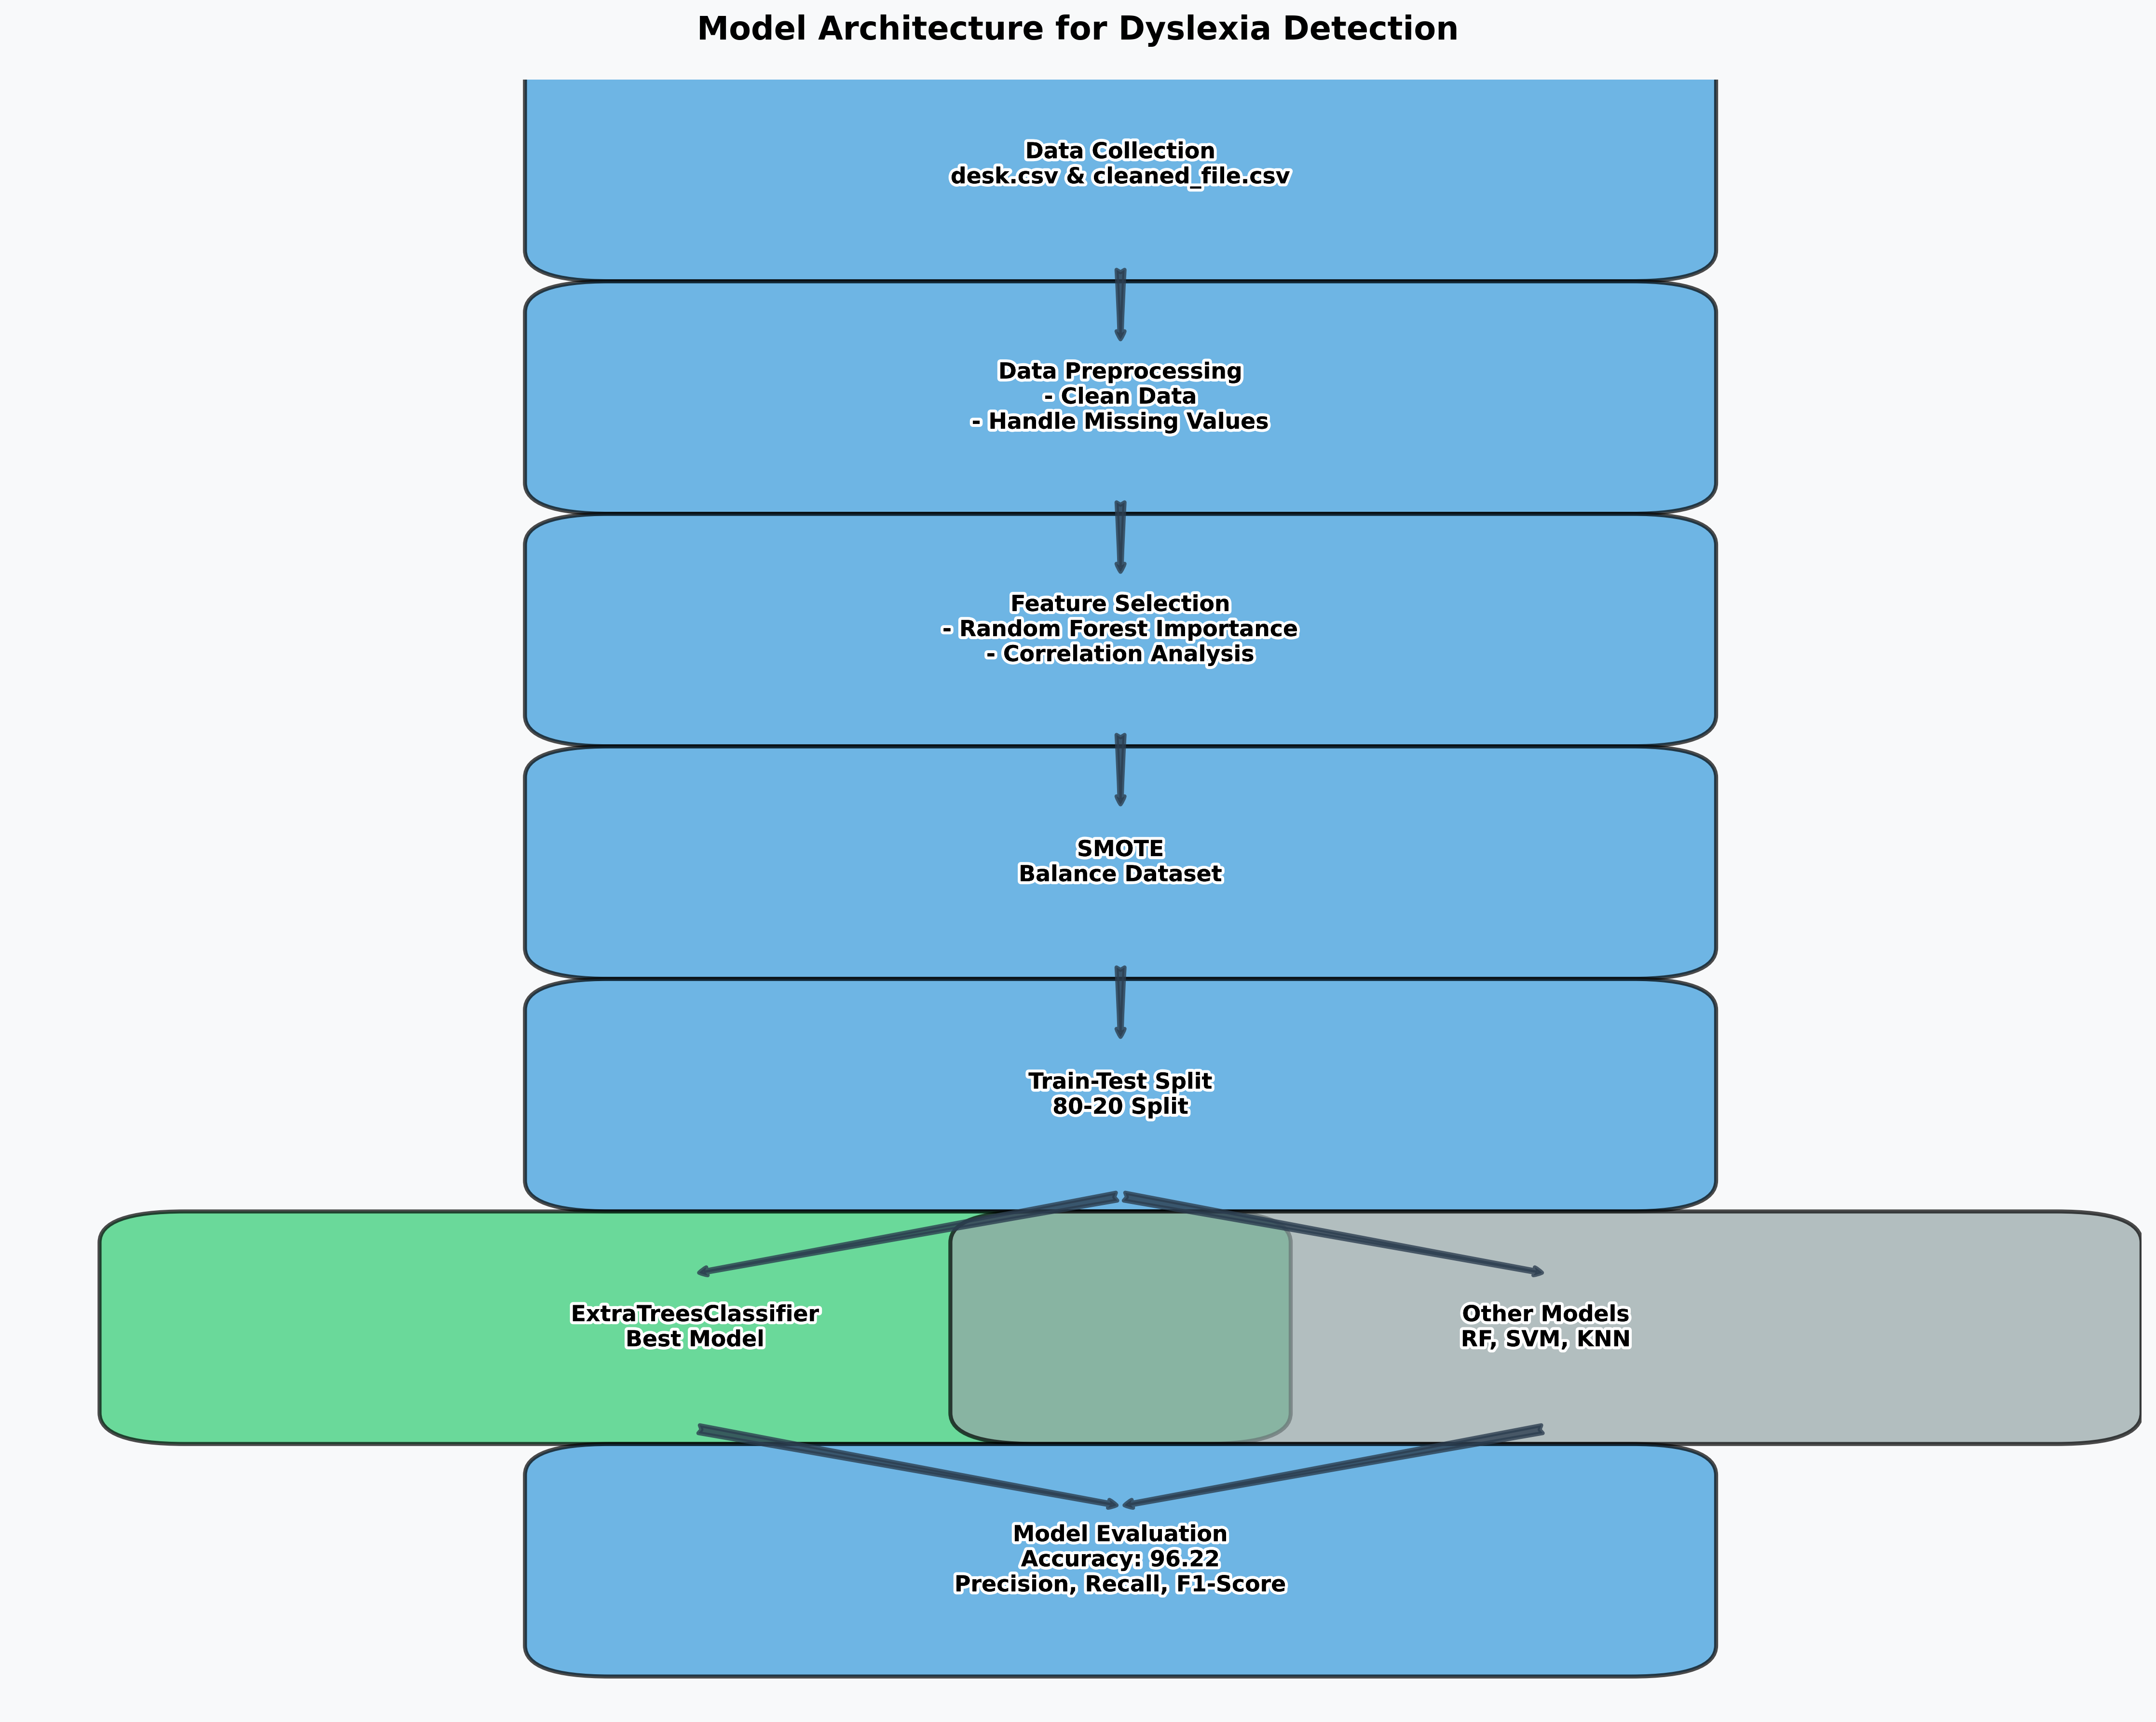 Model Architecture for Dyslexia Detection
Data Collection
desk.csv & cleaned_file.csv
Data Preprocessing
- Clean Data
- Handle Missing Values
Feature Selection
- Random Forest Importance
- Correlation Analysis
SMOTE
Balance Dataset
Train-Test Split
80-20 Split
ExtraTreesClassifier
Best Model
Other Models
RF, SVM, KNN
Model Evaluation
Accuracy: 96.22
Precision, Recall, F1-Score